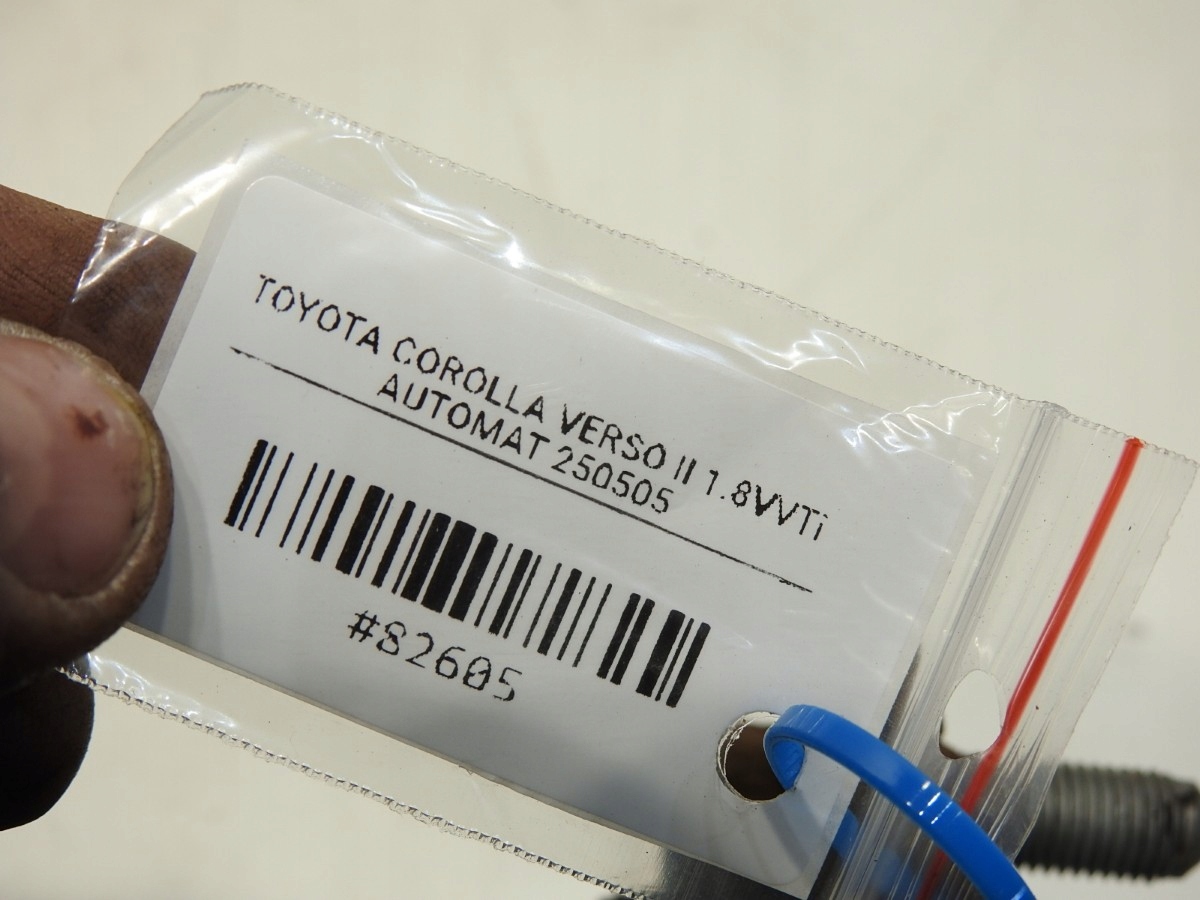 TOYOTA COROLLA VERSO II 1.8VVTi
AUTOMAT 250505
#82605